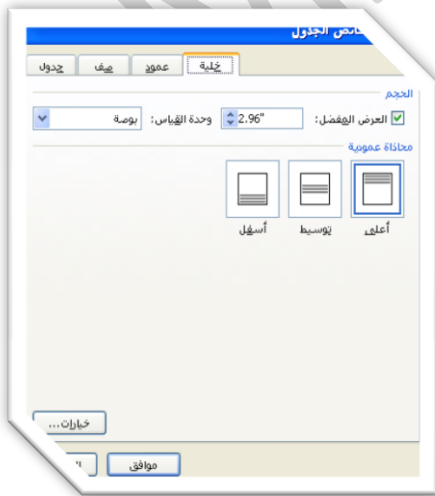 الجدول
جدول صف عمود خلية
الحجم
العرض المفضل: 2.96" وحدة القياس: بوصة
محاذاة عمودية
أعلى توسيط أسفل
خيارات...
موافق